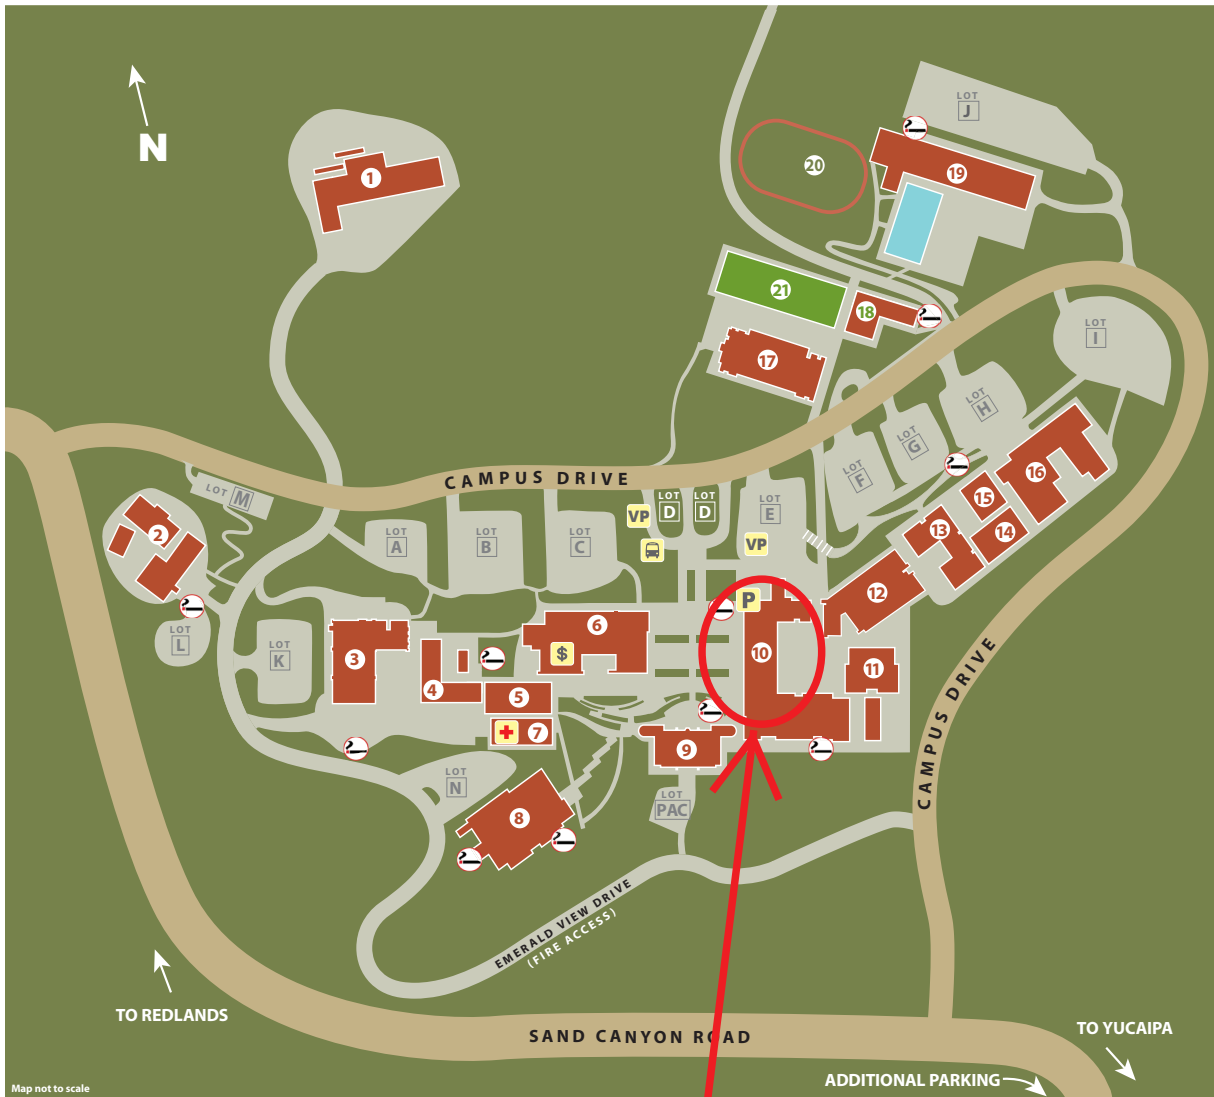 N
1
20
LOT
J
19
21
18
17
LOT
I
LOT
H
LOT
G
LOT
F
16
15
14
13
12
CAMPUS DRIVE
LOT
M
2
LOT
L
LOT
A
LOT
B
LOT
C
VP
LOT
D
LOT
D
LOT
E
VP
P
LOT
K
3
4
5
6
$
7
8
9
10
11
LOT
N
LOT
PAC
CAMPUS DRIVE
EMERALD VIEW DRIVE
(FIRE ACCESS)
TO REDLANDS
SAND CANYON ROAD
TO YUCAIPA
ADDITIONAL PARKING
Map not to scale